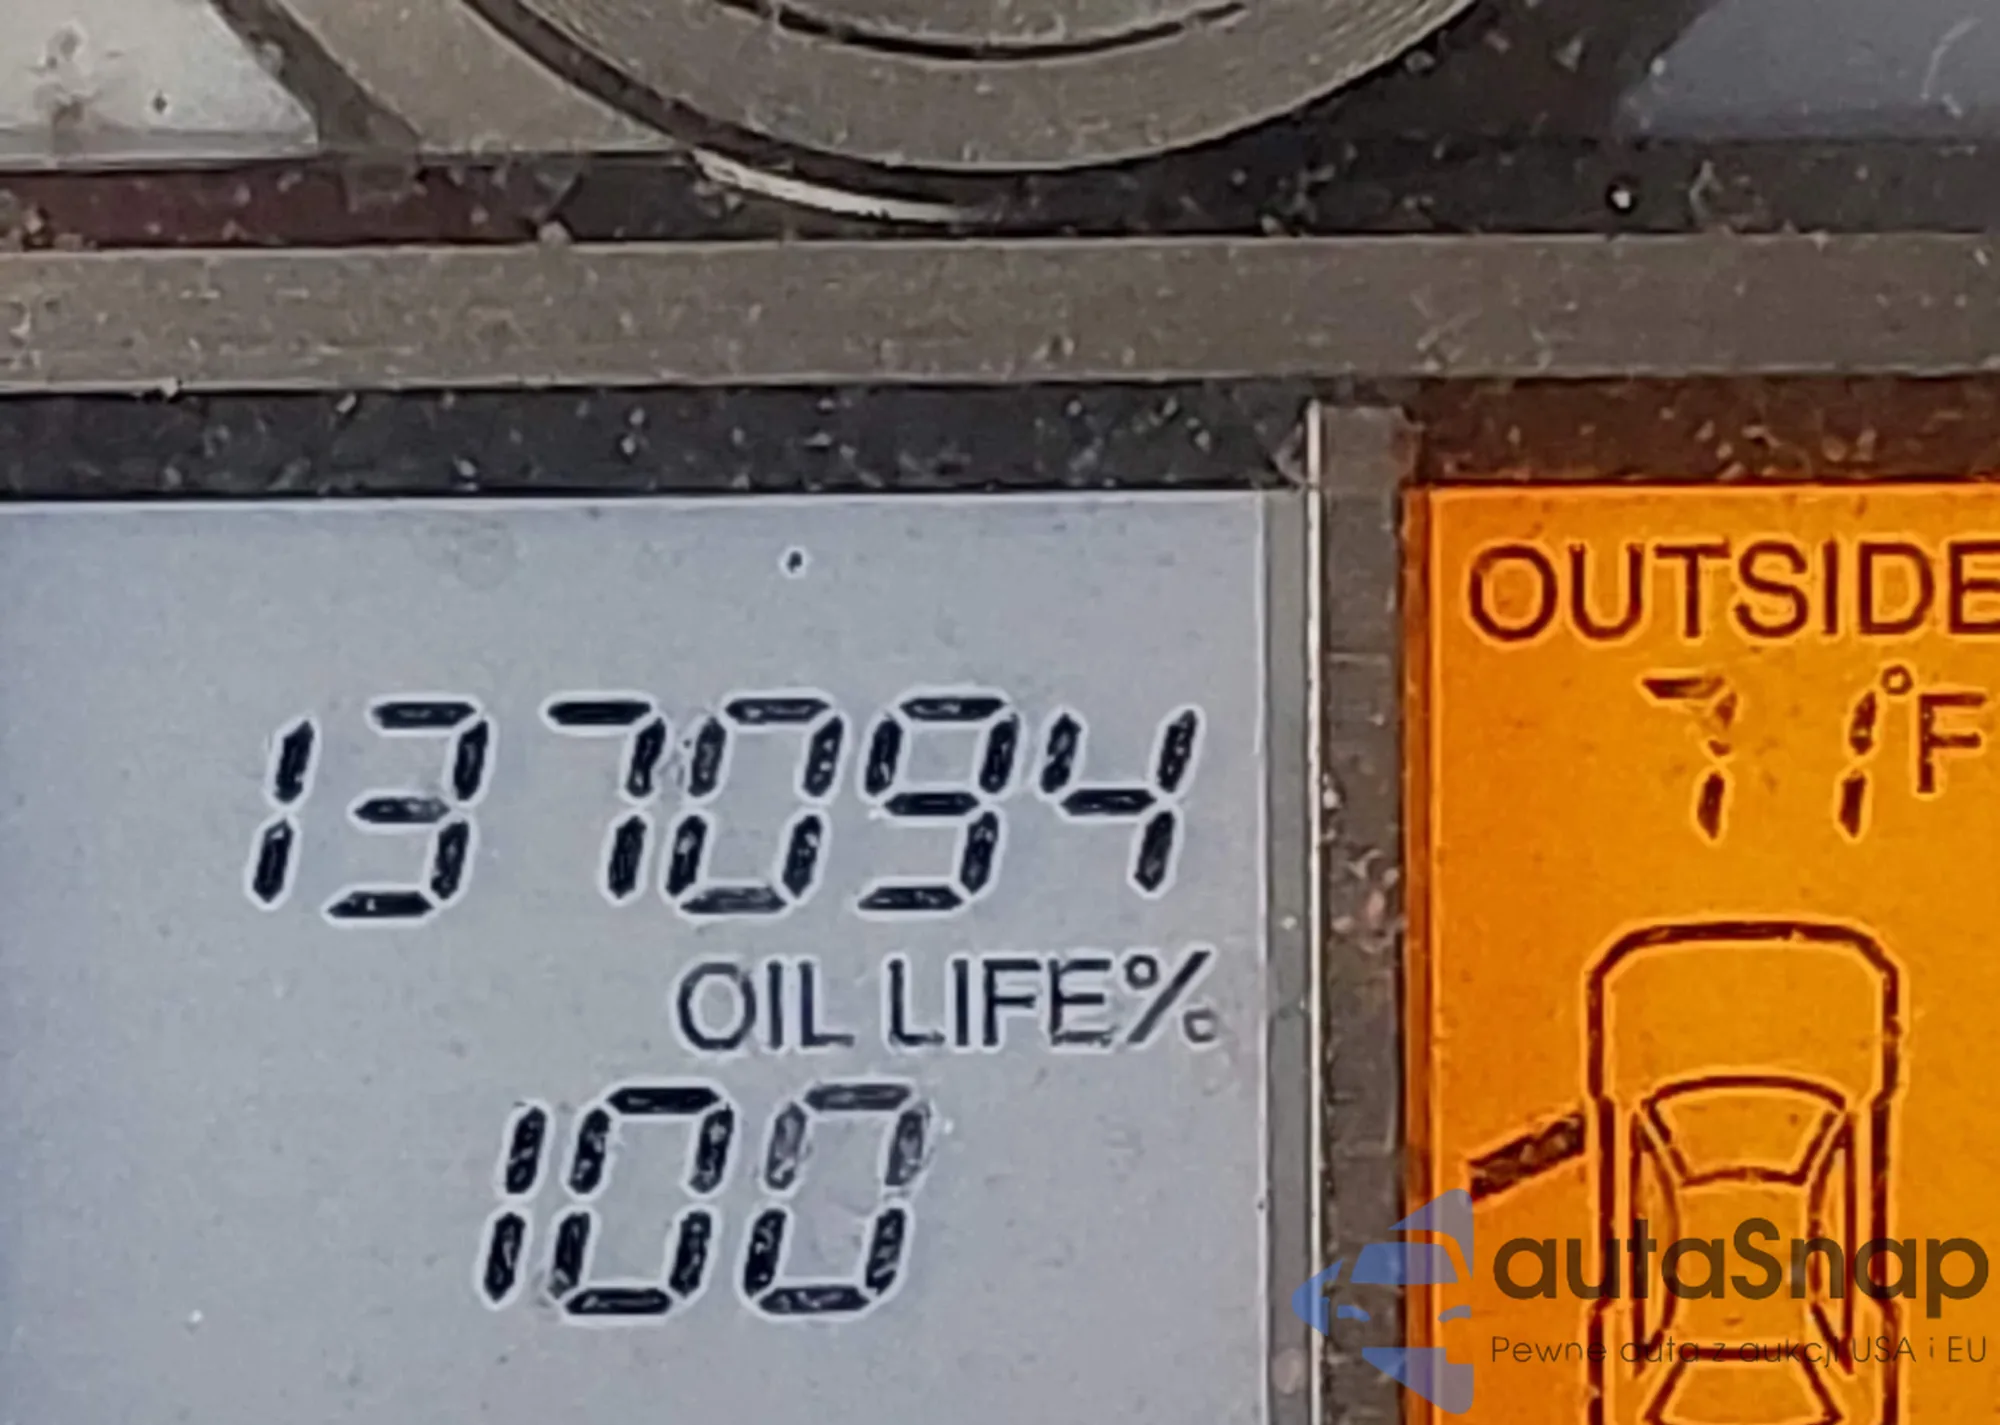 137094
OIL LIFE%
100
OUTSIDE
71°F
autaSnap
Pewne auta z aukcji USA i EU